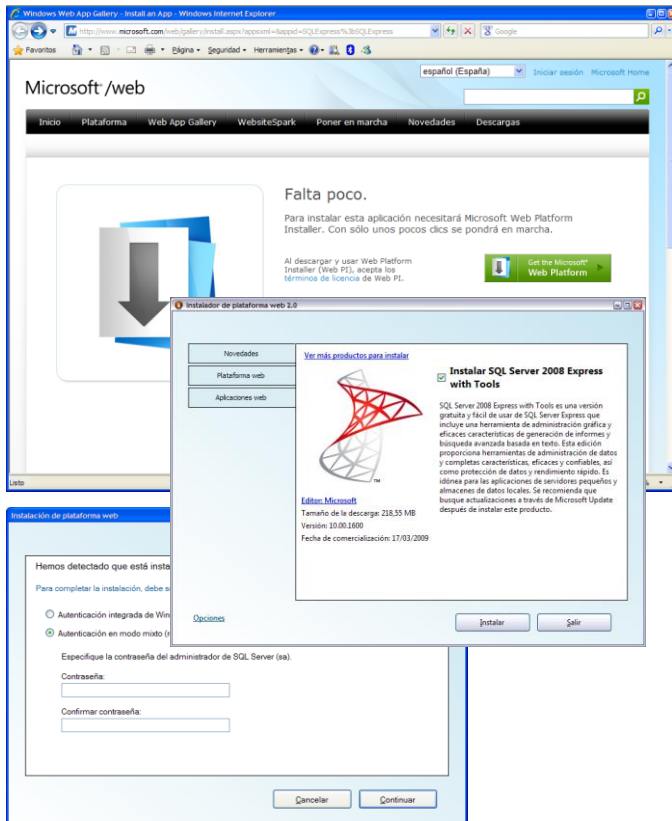 Windows Web App Gallery - Install an App - Windows Internet Explorer
http://www.microsoft.com/web/gallery/install.aspx?appsxml=&appid=SQLExpress%3bSQLExpress
Google
Favoritos
Página
Seguridad
Herramientas
español (España)
Iniciar sesión
Microsoft Home
Microsoft /web
Inicio
Plataforma
Web App Gallery
WebsiteSpark
Poner en marcha
Novedades
Descargas
Falta poco.
Para instalar esta aplicación necesitará Microsoft Web Platform
Installer. Con sólo unos pocos clics se pondrá en marcha.
Al descargar y usar Web Platform
Installer (Web PI), acepta los
términos de licencia de Web PI.
Get the Microsoft®
Web Platform
Listo
Instalador de plataforma web 2.0
Novedades
Plataforma web
Aplicaciones web
Ver más productos para instalar
TM
Editor: Microsoft
Tamaño de la descarga: 218,55 MB
Versión: 10.00.1600
Fecha de comercialización: 17/03/2009
Instalar SQL Server 2008 Express
with Tools
SQL Server 2008 Express with Tools es una versión
gratuita y fácil de usar de SQL Server Express que
incluye una herramienta de administración gráfica y
eficaces características de generación de informes y
búsqueda avanzada basada en texto. Esta edición
proporciona herramientas de administración de datos
y completas características, eficaces y confiables, así
como protección de datos y rendimiento rápido. Es
idónea para las aplicaciones de servidores pequeños y
almacenes de datos locales. Se recomienda que
busque actualizaciones a través de Microsoft Update
después de instalar este producto.
Opciones
Instalar
Salir
Instalación de plataforma web
Hemos detectado que está insta
Para completar la instalación, debe s
Autenticación integrada de Win
Autenticación en modo mixto (r
Especifique la contraseña del administrador de SQL Server (sa).
Contraseña:
Confirmar contraseña:
Cancelar
Continuar